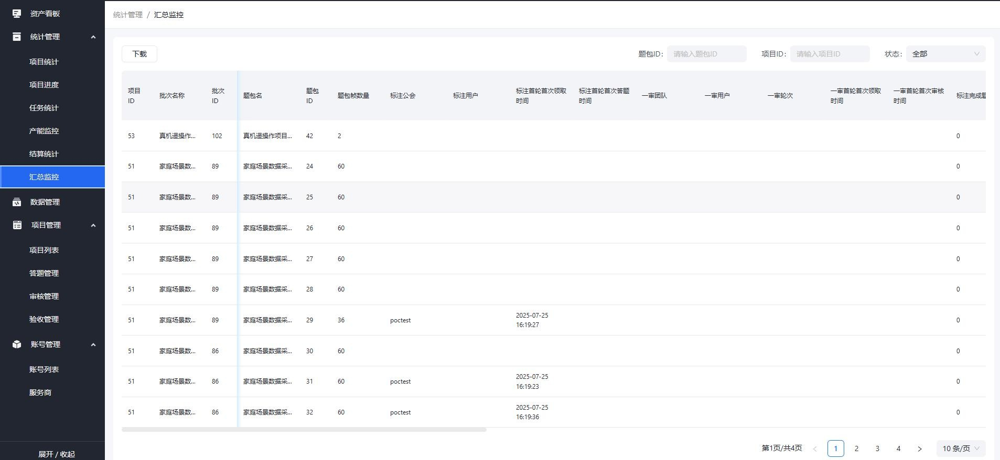 资产看板
统计管理
项目统计
项目进度
任务统计
产能监控
结算统计
汇总监控
数据管理
项目管理
项目列表
答题管理
审核管理
验收管理
账号管理
账号列表
服务商
展开 / 收起
统计管理 / 汇总监控
下载 题包ID: 请输入题包ID 项目ID: 请输入项目ID 状态: 全部
项目ID 批次名称 批次ID 题包名 题包ID 题包帧数量 标注公会 标注用户 标注首轮首次领取时间 标注首轮首次答题时间 一审团队 一审用户 一审轮次 一审首轮首次领取时间 一审首轮首次审核时间 标注完成题
53 真机遥操作... 102 真机遥操作项目... 42 2 0
51 家庭场景数... 89 家庭场景数据采... 24 60 0
51 家庭场景数... 89 家庭场景数据采... 25 60 0
51 家庭场景数... 89 家庭场景数据采... 26 60 0
51 家庭场景数... 89 家庭场景数据采... 27 60 0
51 家庭场景数... 89 家庭场景数据采... 28 60 0
51 家庭场景数... 89 家庭场景数据采... 29 36 poctest 2025-07-25 16:19:27 0
51 家庭场景数... 86 家庭场景数据采... 30 60 0
51 家庭场景数... 86 家庭场景数据采... 31 60 poctest 2025-07-25 16:19:23 0
51 家庭场景数... 86 家庭场景数据采... 32 60 poctest 2025-07-25 16:19:36 0
第1页/共4页 < 1 2 3 4 > 10 条/页